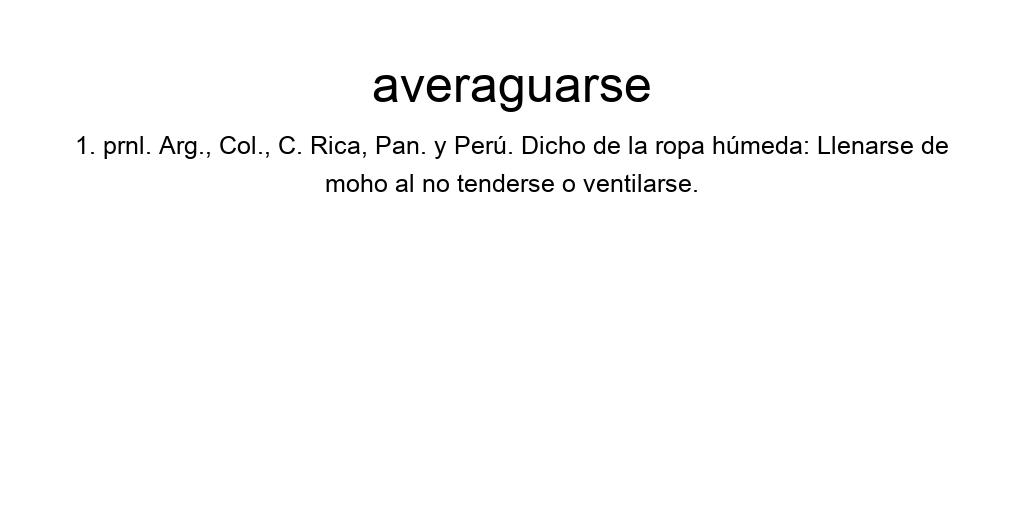 averaguarse
1. prnl. Arg., Col., C. Rica, Pan. y Perú. Dicho de la ropa húmeda: Llenarse de
moho al no tenderse o ventilarse.